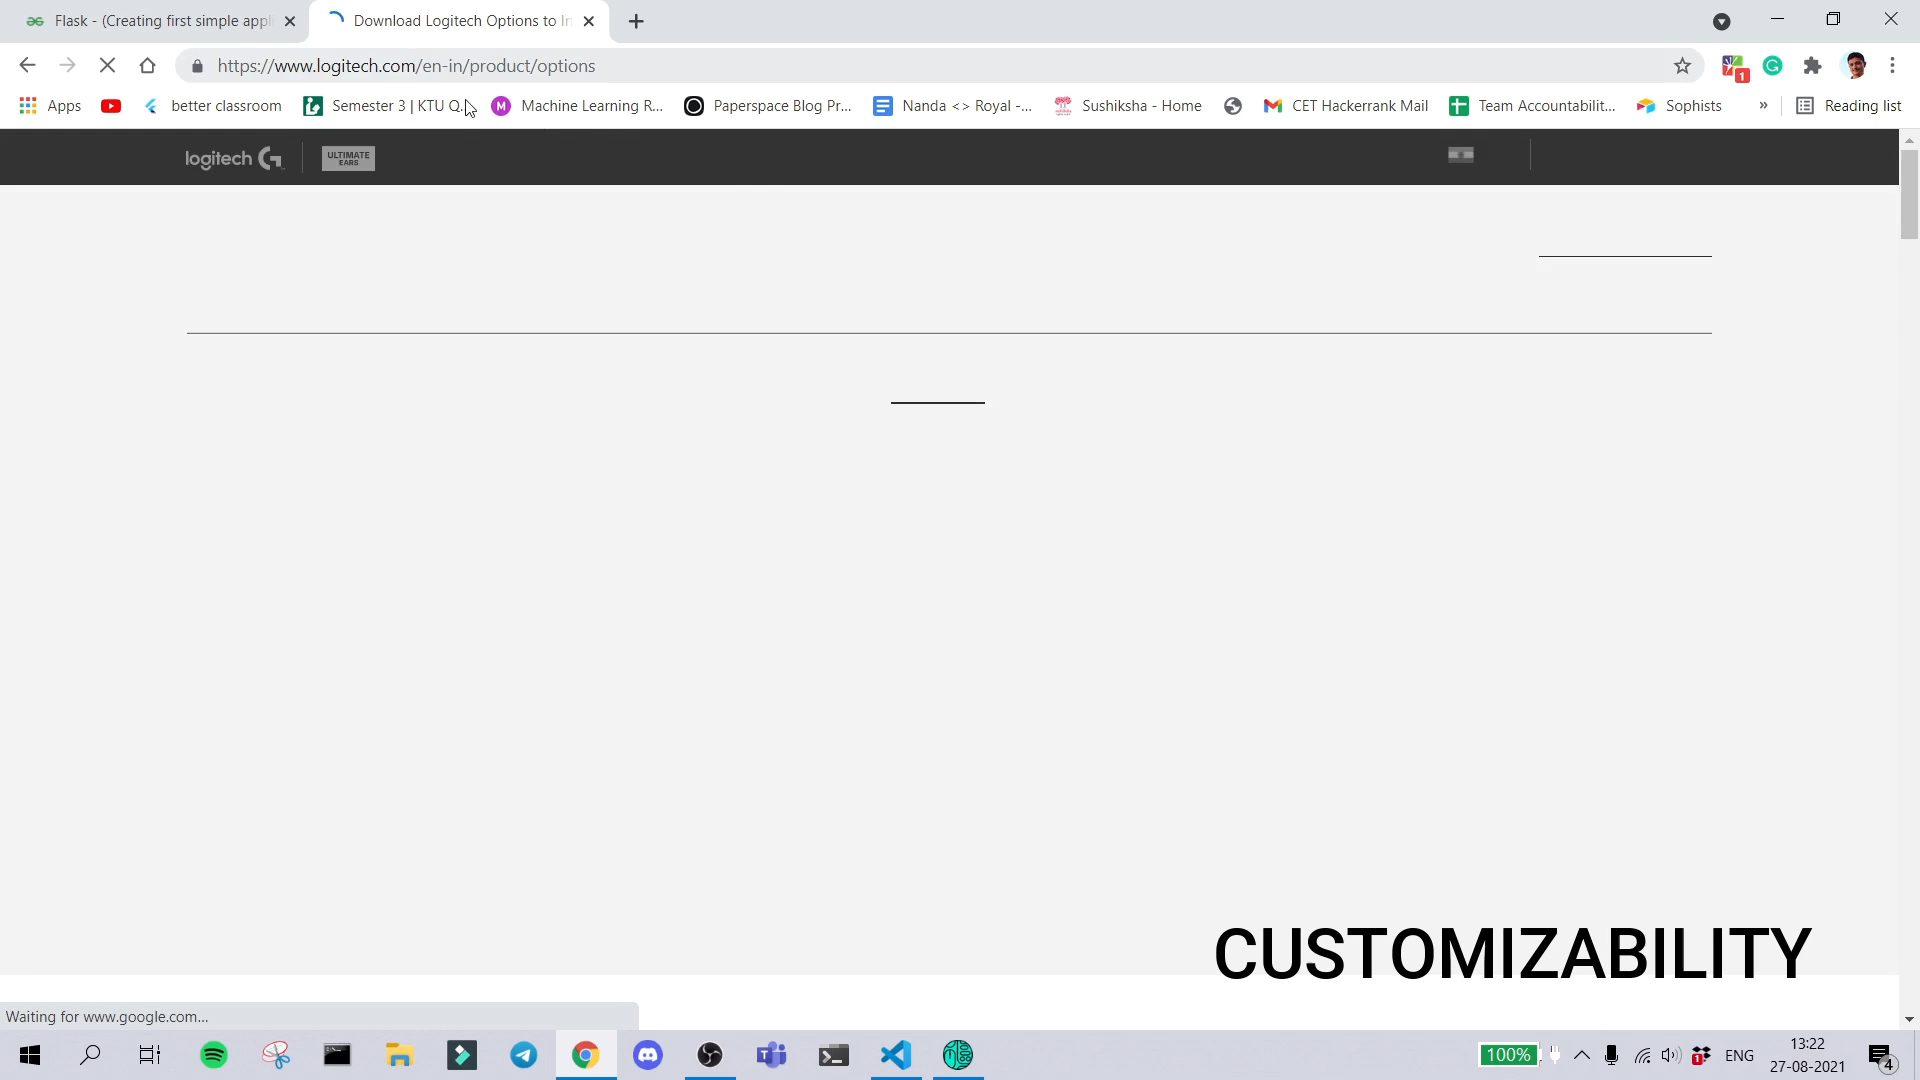 Flask - (Creating first simple appl
Download Logitech Options to In
https://www.logitech.com/en-in/product/options
1
Apps
better classroom
Semester 3 | KTU Q...
Machine Learning R...
Paperspace Blog Pr...
Nanda <> Royal -...
Sushiksha - Home
CET Hackerrank Mail
Team Accountabilit...
Sophists
»
Reading list
logitech G
ULTIMATE
EARS
CUSTOMIZABILITY
Waiting for www.google.com...
100%
1
ENG
13:22
27-08-2021
4